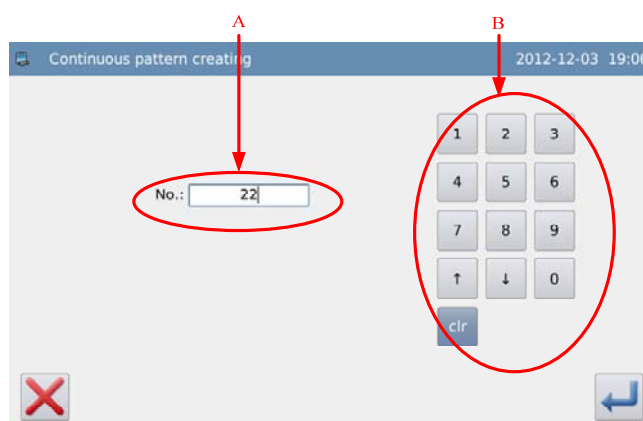 A
B
Continuous pattern creating
2012-12-03 19:06
No.: 22
1 2 3
4 5 6
7 8 9
↑ ↓ 0
clr